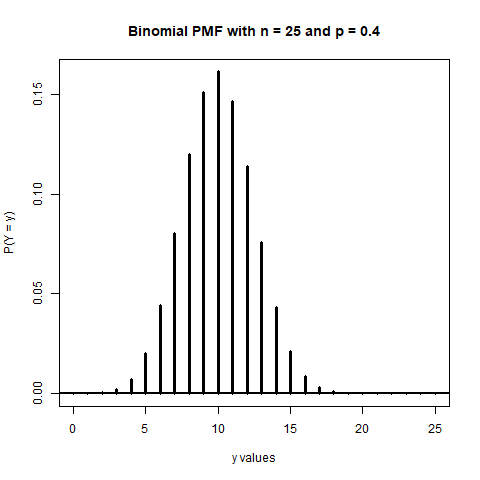 Binomial PMF with n = 25 and p = 0.4
P(Y = y)
0.15
0.10
0.05
0.00
0 5 10 15 20 25
y values